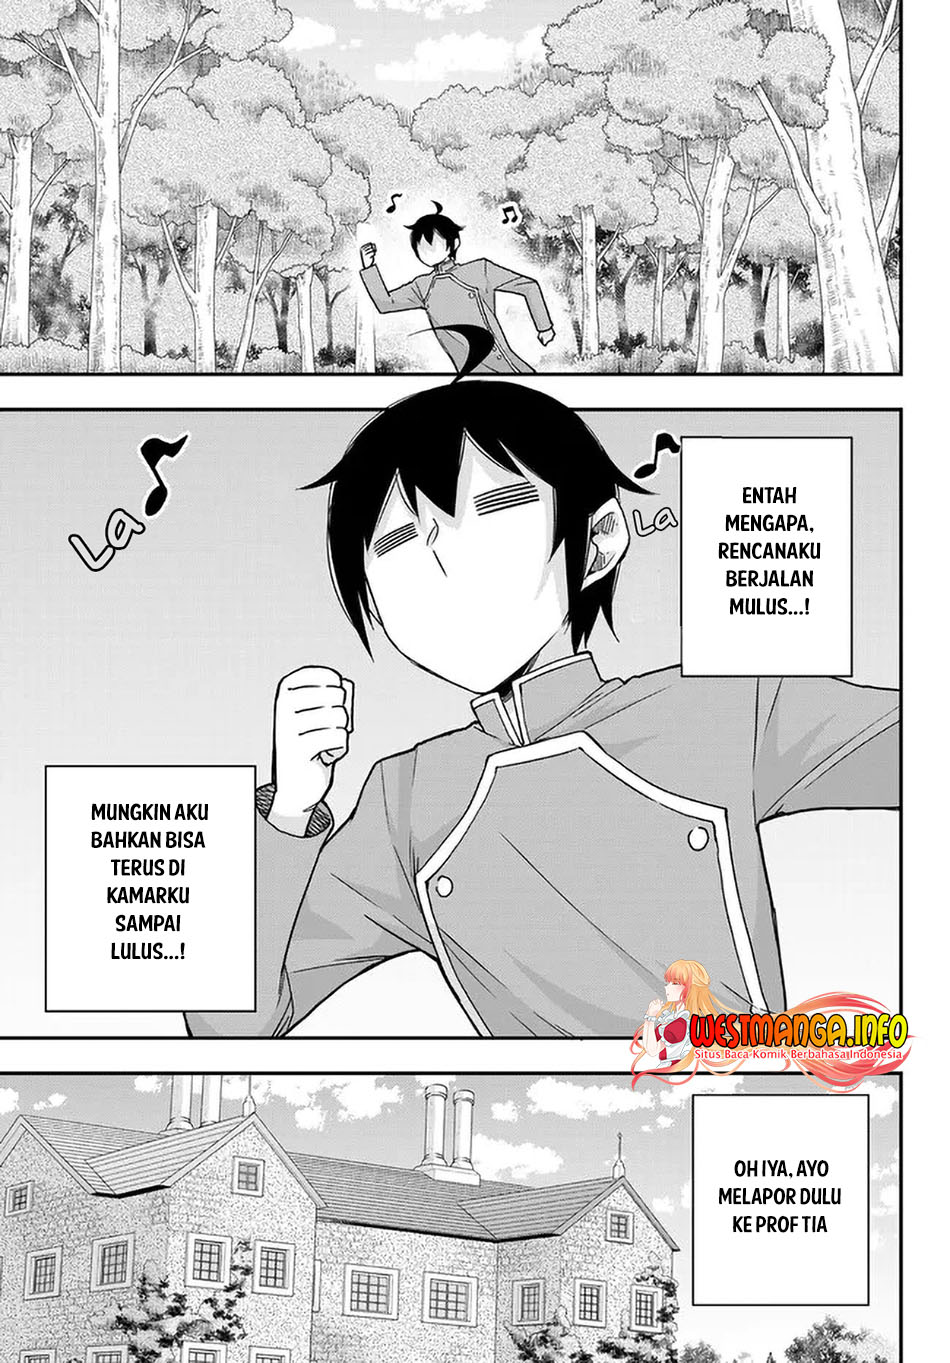 La
La
ENTAH
MENGAPA,
RENCANAKU
BERJALAN
MULUS...!
MUNGKIN AKU
BAHKAN BISA
TERUS DI
KAMARKU
SAMPAI
LULUS...!
WESTMANGA.INFO
Situs Baca Komik Berbahasa Indonesia
OH IYA, AYO
MELAPOR DULU
KE PROF TIA